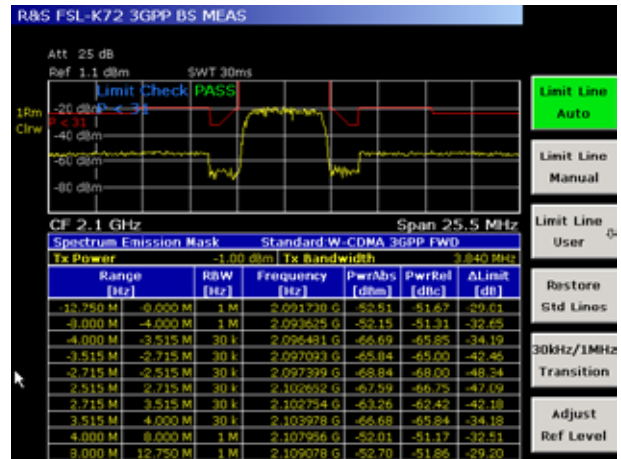 R&S FSL-K72 3GPP BS MEAS
Att 25 dB
Ref 1.1 dBm SWT 30ms
Limit Check PASS
P < 31
-20 dBm
P < 31
1Rm
Clrw
-40 dBm
-60 dBm
-80 dBm
CF 2.1 GHz Span 25.5 MHz
Spectrum Emission Mask Standard:W-CDMA 3GPP FWD
Tx Power -1.00 dBm Tx Bandwidth 3.840 MHz
Range RBW Frequency PwrAbs PwrRel ΔLimit
[Hz] [Hz] [Hz] [dBm] [dBc] [dB]
-12.750 M -8.000 M 1 M 2.091730 G -52.51 -51.67 -29.01
-8.000 M -4.000 M 1 M 2.093625 G -52.15 -51.31 -32.65
-4.000 M -3.515 M 30 k 2.096481 G -66.69 -65.85 -34.19
-3.515 M -2.715 M 30 k 2.097093 G -65.84 -65.00 -42.46
-2.715 M -2.515 M 30 k 2.097399 G -68.84 -68.00 -48.34
2.515 M 2.715 M 30 k 2.102652 G -67.59 -66.75 -47.09
2.715 M 3.515 M 30 k 2.102754 G -63.26 -62.42 -42.18
3.515 M 4.000 M 30 k 2.103978 G -66.68 -65.84 -34.18
4.000 M 8.000 M 1 M 2.107956 G -52.01 -51.17 -32.51
8.000 M 12.750 M 1 M 2.109078 G -52.70 -51.86 -29.20
Limit Line
Auto
Limit Line
Manual
Limit Line
User
Restore
Std Lines
30kHz/1MHz
Transition
Adjust
Ref Level